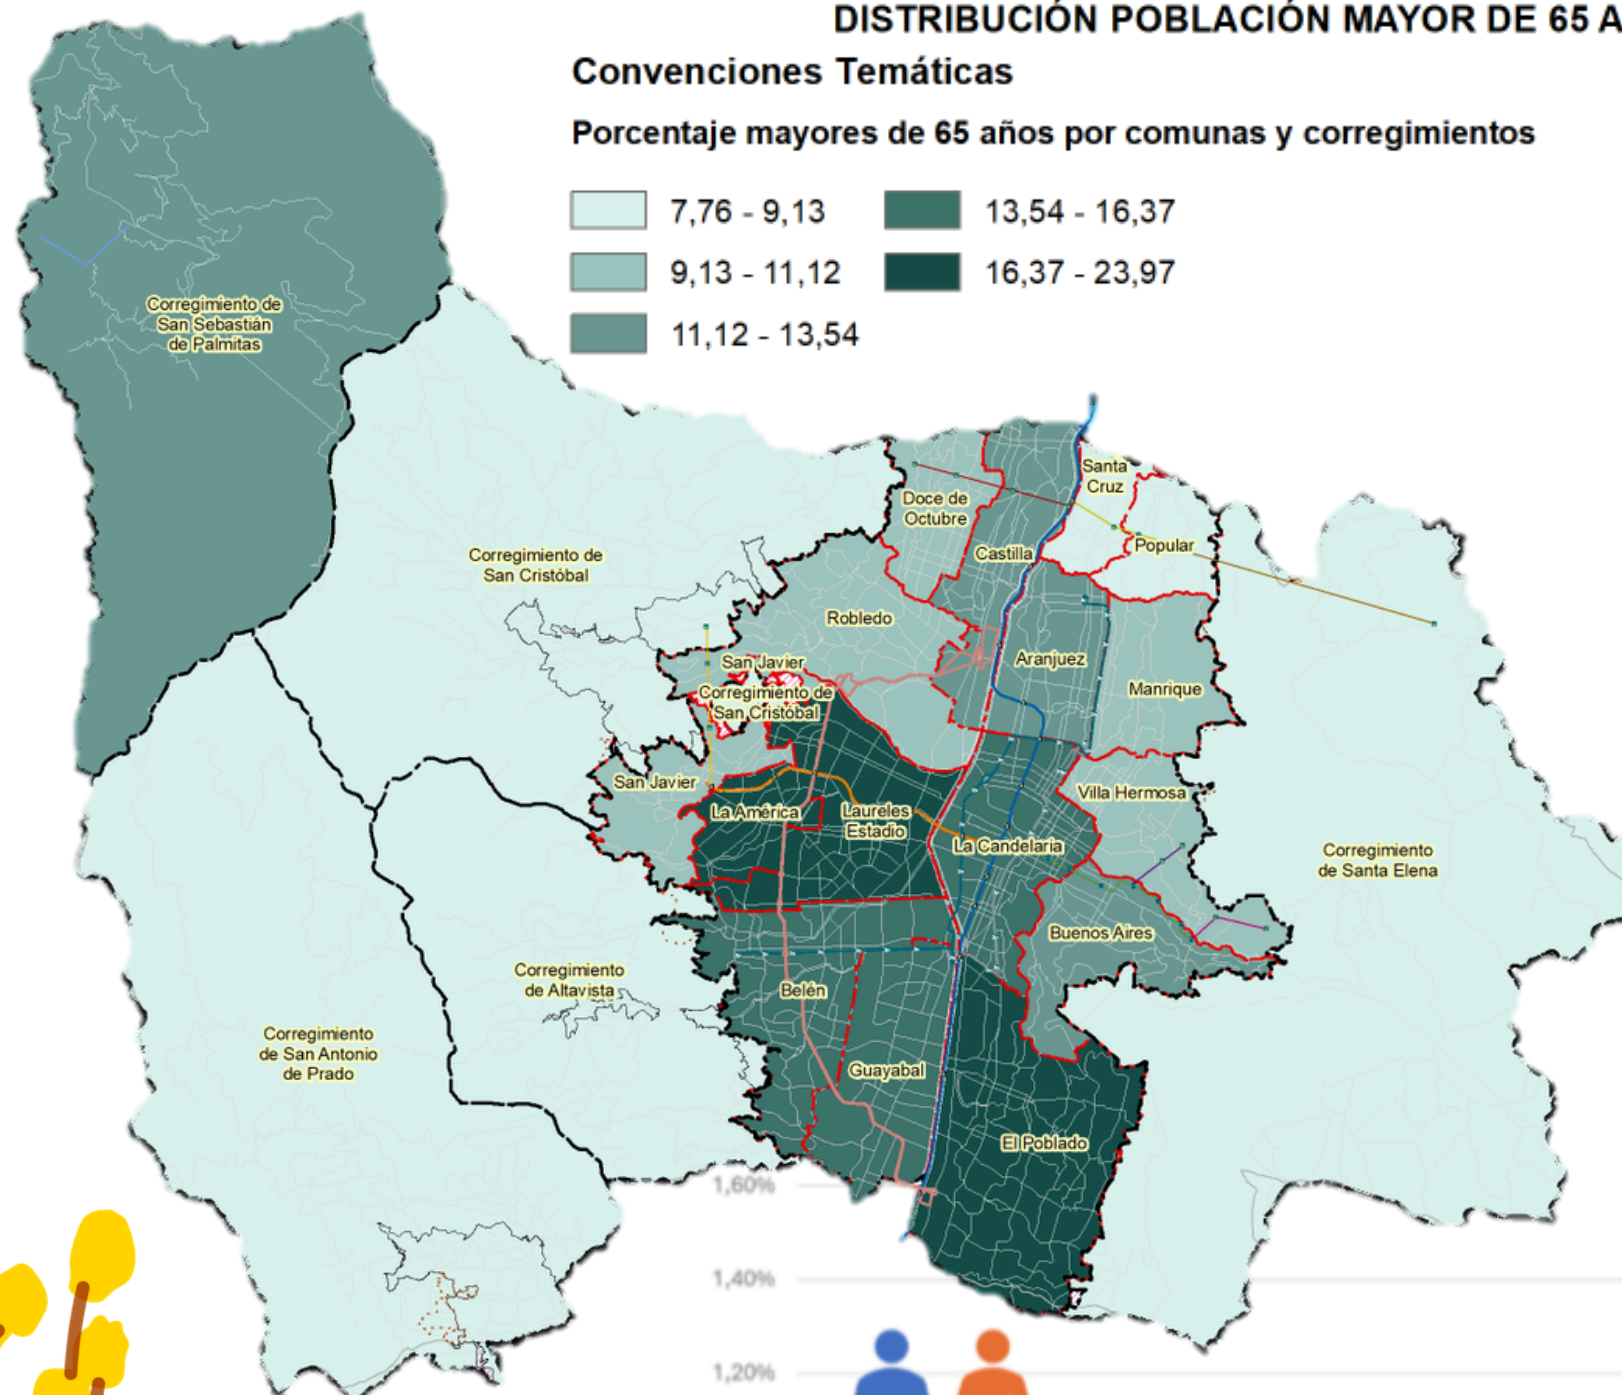 DISTRIBUCIÓN POBLACIÓN MAYOR DE 65 A
Convenciones Temáticas
Porcentaje mayores de 65 años por comunas y corregimientos
7,76 - 9,13
13,54 - 16,37
9,13 - 11,12
16,37 - 23,97
11,12 - 13,54
Corregimiento de
San Sebastián
de Palmitas
Santa
Cruz
Doce de
Octubre
Popular
Castilla
Corregimiento de
San Cristóbal
Robledo
Aranjuez
San Javier
Manrique
Corregimiento de
San Cristóbal
San Javier
Villa Hermosa
La América
Laureles
Estadio
La Candelaria
Corregimiento
de Santa Elena
Buenos Aires
Corregimiento
de Altavista
Belén
Corregimiento
de San Antonio
de Prado
Guayabal
El Poblado
1,60%
1,40%
1,20%